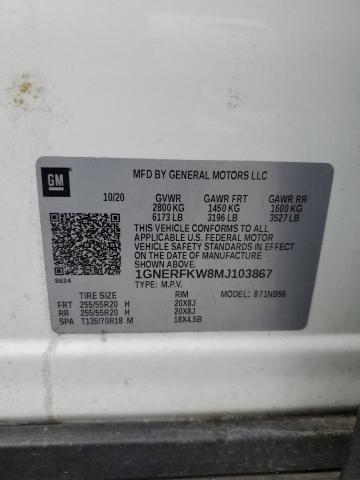 GM
MFD BY GENERAL MOTORS LLC
10/20 GVWR GAWR FRT GAWR RR
2800 KG 1450 KG 1600 KG
6173 LB 3196 LB 3527 LB
THIS VEHICLE CONFORMS TO ALL APPLICABLE
U.S. FEDERAL MOTOR
VEHICLE SAFETY STANDARDS IN EFFECT ON
THE DATE OF MANUFACTURE SHOWN ABOVE.
1GNERFKW8MJ103867
8624 TYPE: M.P.V. MODEL: 871NB56
TIRE SIZE RIM
FRT 255/55R20 H 20X8J
RR 255/55R20 H 20X8J
SPA T135/70R18 M 18X4.5B